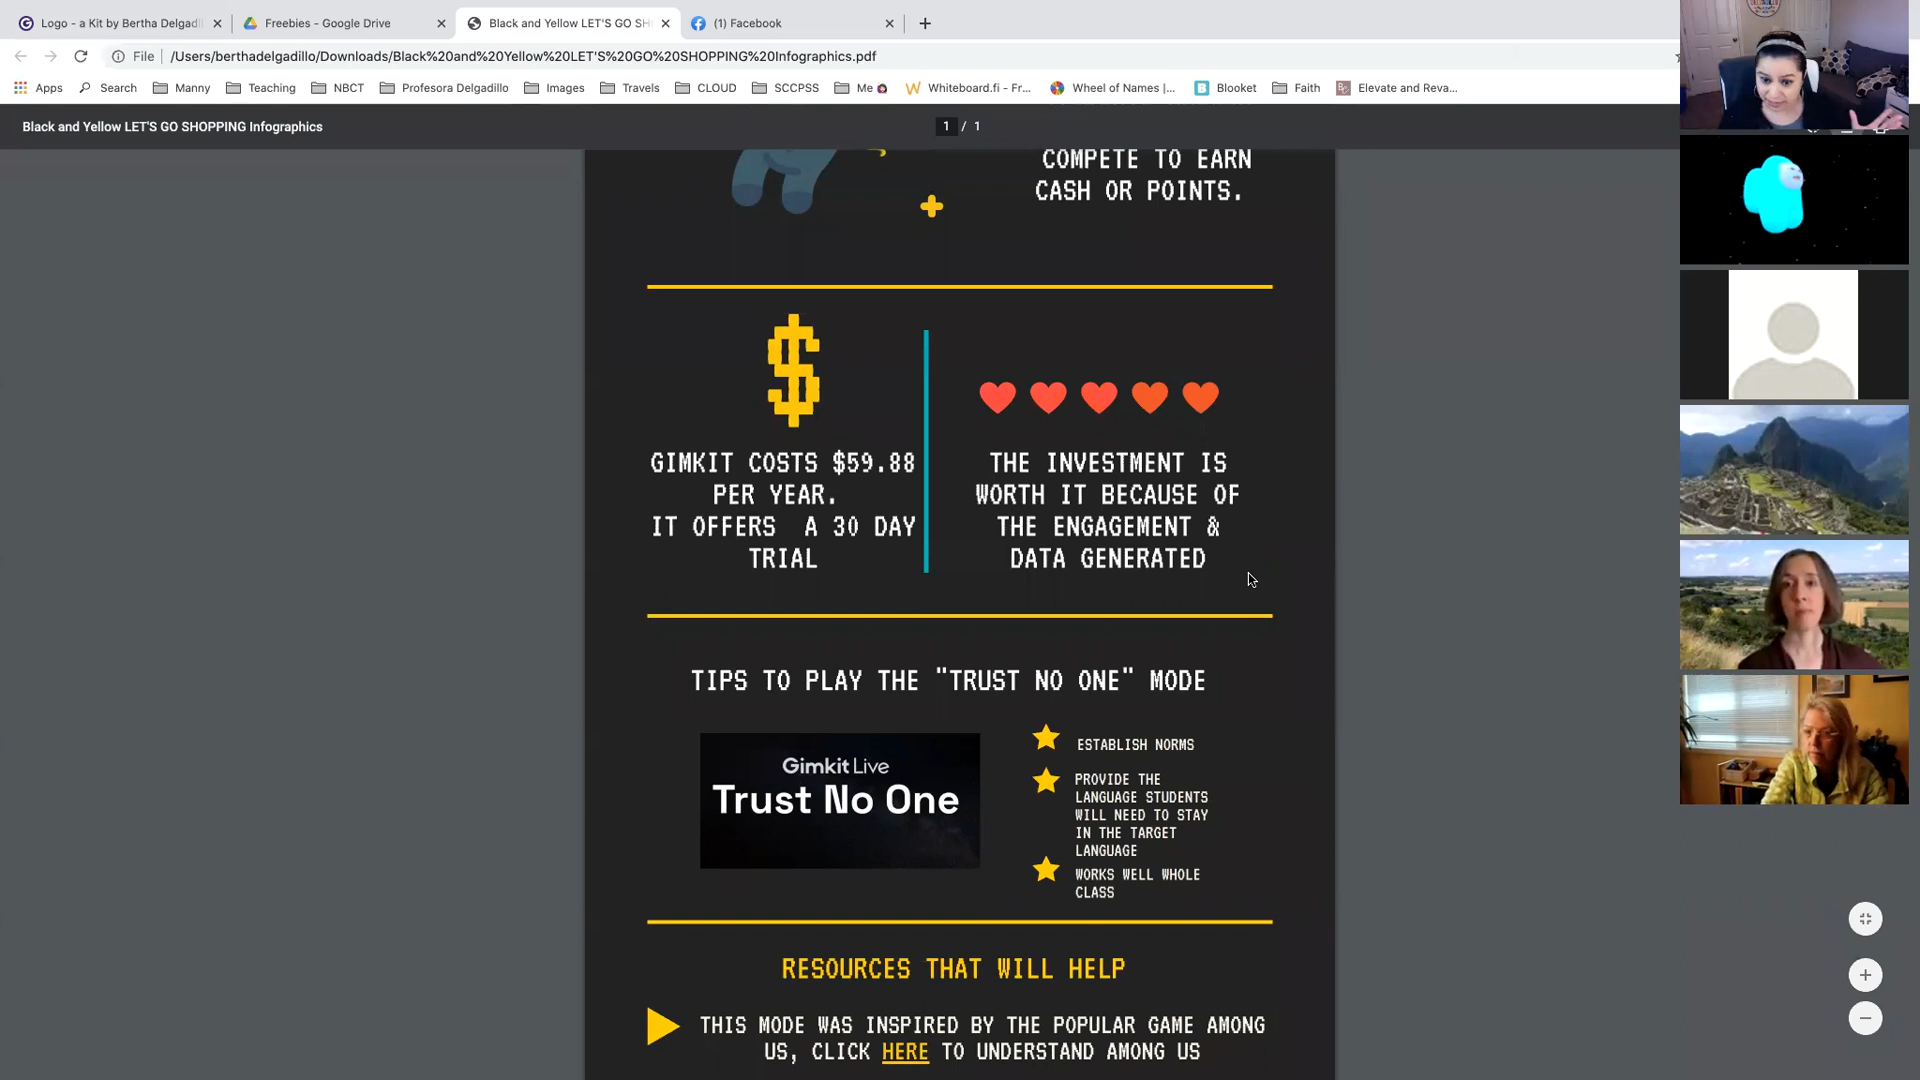 Logo - a Kit by Bertha Delgadil
Freebies - Google Drive
Black and Yellow LET'S GO SH
(1) Facebook
File
/Users/berthadelgadillo/Downloads/Black%20and%20Yellow%20LET'S%20GO%20SHOPPING%20Infographics.pdf
Apps
Search
Manny
Teaching
NBCT
Profesora Delgadillo
Images
Travels
CLOUD
SCCPSS
Me
Whiteboard.fi - Fr...
Wheel of Names |...
Blooket
Faith
Elevate and Reva...
Black and Yellow LET'S GO SHOPPING Infographics
1 / 1
COMPETE TO EARN
CASH OR POINTS.
$
GIMKIT COSTS $59.88
PER YEAR.
IT OFFERS A 30 DAY
TRIAL
THE INVESTMENT IS
WORTH IT BECAUSE OF
THE ENGAGEMENT &
DATA GENERATED
TIPS TO PLAY THE "TRUST NO ONE" MODE
Gimkit Live
Trust No One
ESTABLISH NORMS
PROVIDE THE
LANGUAGE STUDENTS
WILL NEED TO STAY
IN THE TARGET
LANGUAGE
WORKS WELL WHOLE
CLASS
RESOURCES THAT WILL HELP
THIS MODE WAS INSPIRED BY THE POPULAR GAME AMONG
US, CLICK HERE TO UNDERSTAND AMONG US